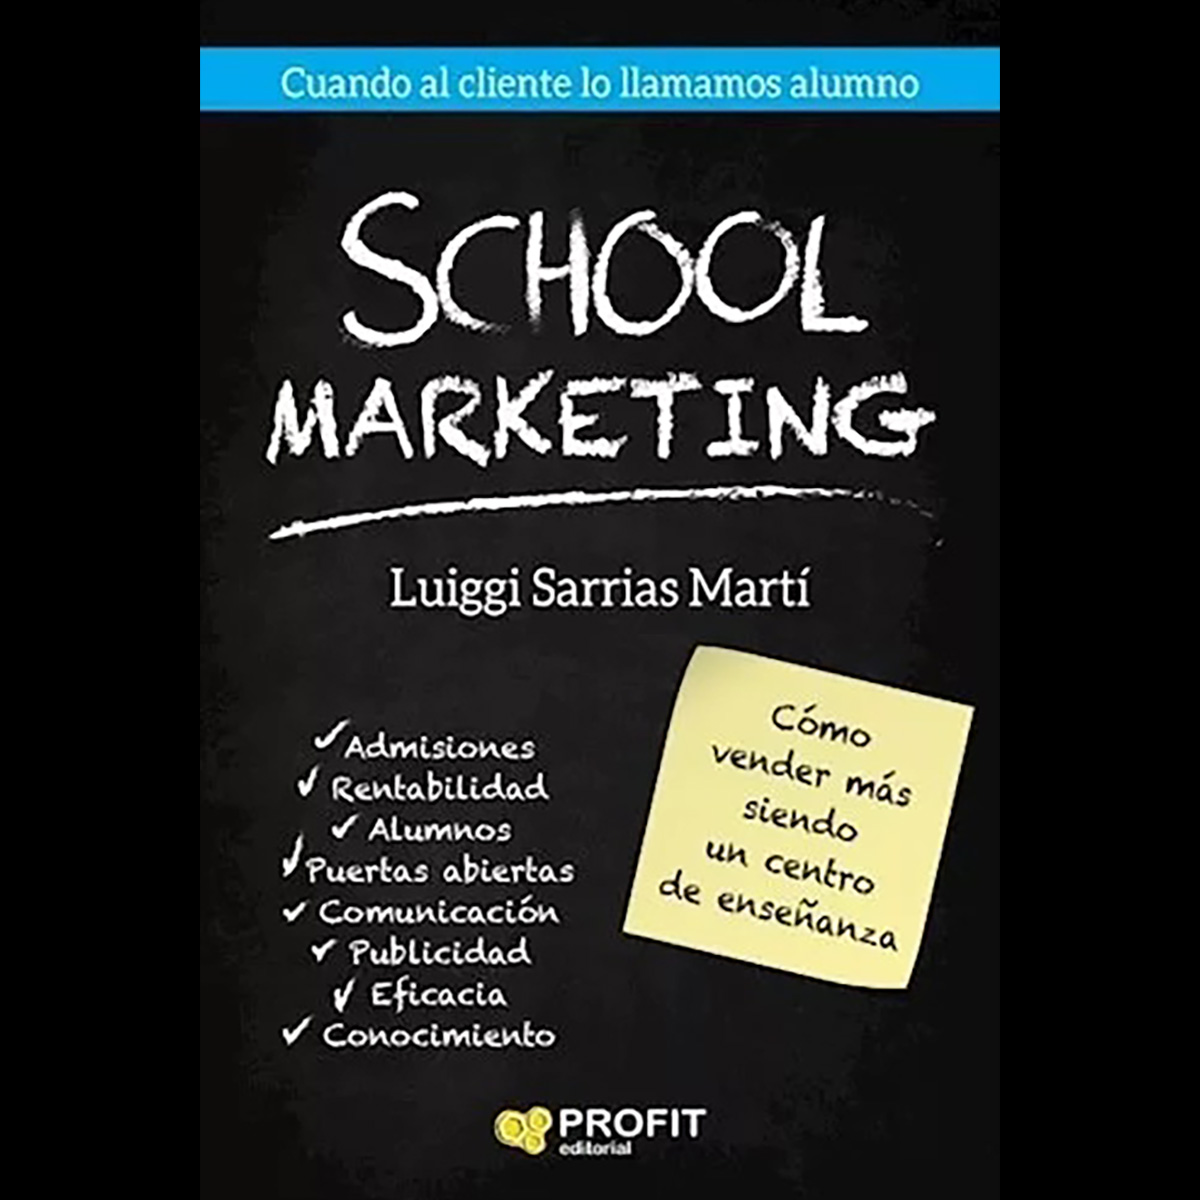 Cuando al cliente lo llamamos alumno
SCHOOL
MARKETING
Luiggi Sarrias Martí
Admisiones
Rentabilidad
Alumnos
Puertas abiertas
Comunicación
Publicidad
Eficacia
Conocimiento
Cómo
vender más
siendo
un centro
de enseñanza
PROFIT
editorial